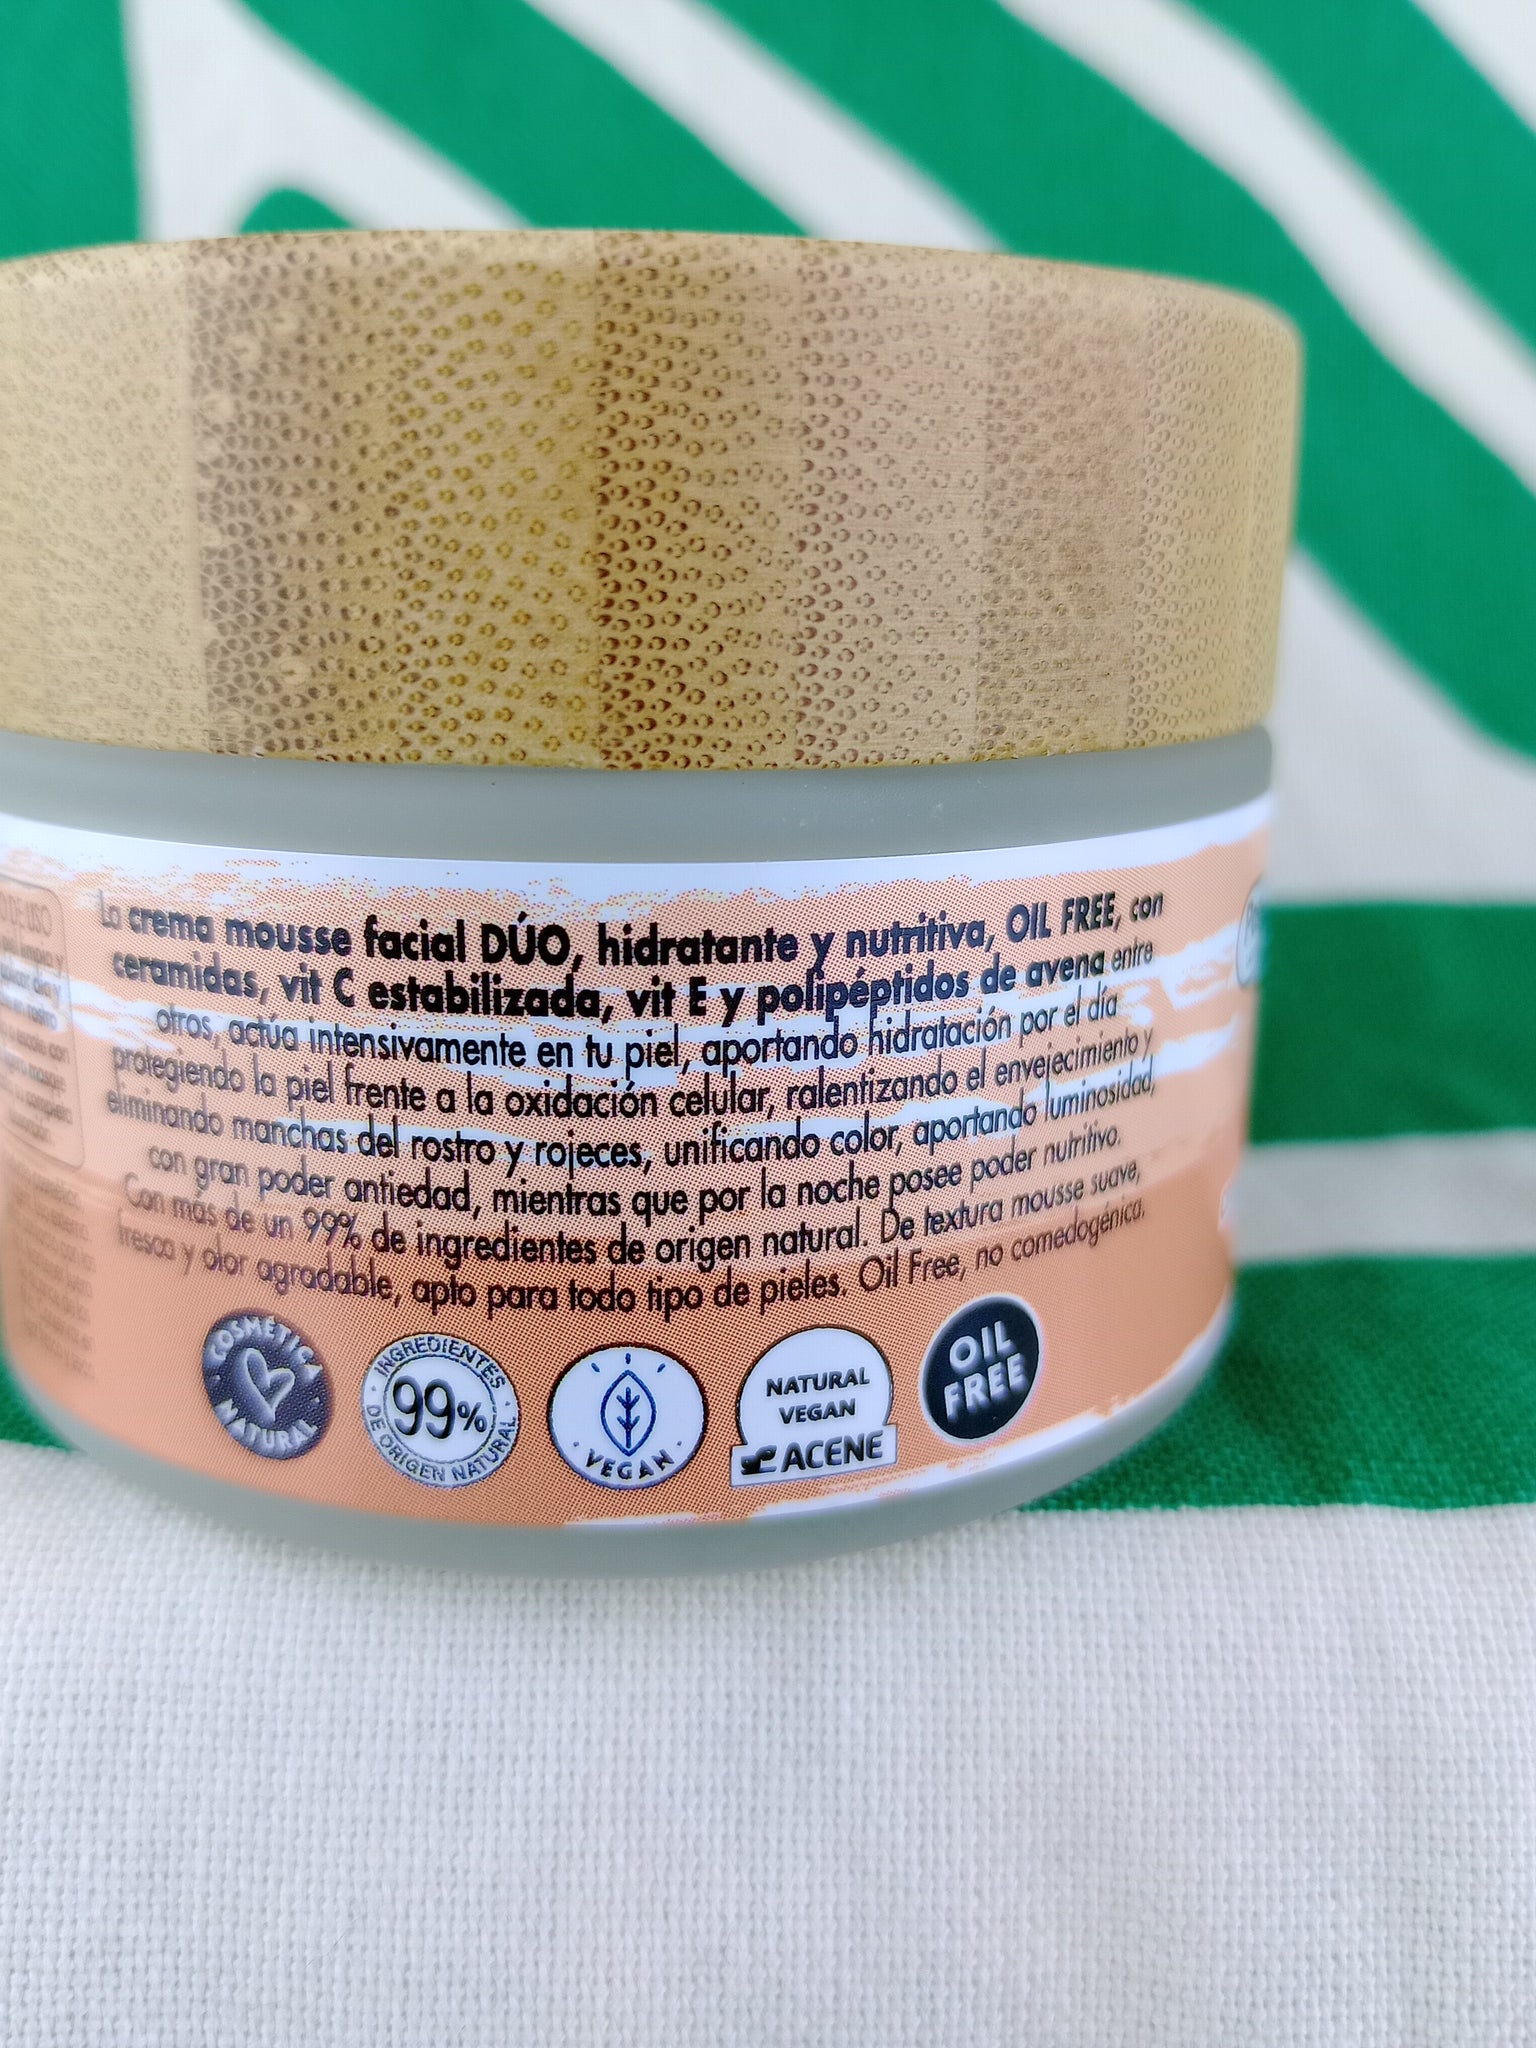 La crema mousse facial DÚO, hidratante y nutritiva, OIL FREE, con
ceramidas, vit C estabilizada, vit E y polipéptidos de avena entre
otros, actúa intensivamente en tu piel, aportando hidratación por el día
protegiendo la piel frente a la oxidación celular, ralentizando el envejecimiento y
eliminando manchas del rostro y rojeces, unificando color, aportando luminosidad,
con gran poder antiedad, mientras que por la noche posee poder nutritivo.
Con más de un 99% de ingredientes de origen natural. De textura mousse suave,
fresca y olor agradable, apto para todo tipo de pieles. Oil Free, no comedogénica.
COSMÉTICA
NATURAL
INGREDIENTES
99%
DE ORIGEN NATURAL
VEGAN
NATURAL
VEGAN
ACENE
OIL
FREE
DE USO